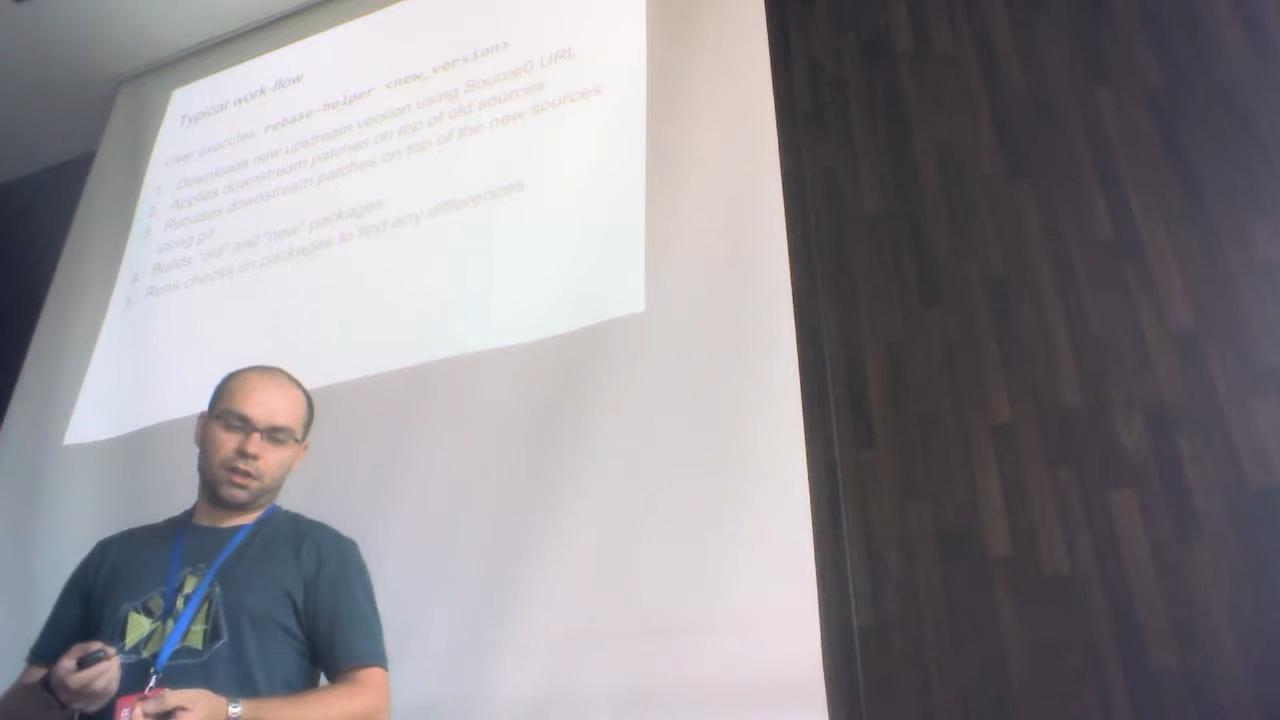 Typical work-flow
User executes rebase-helper <new_version>
1. Downloads new upstream version using Source0 URL
2. Applies downstream patches on top of old sources
3. Rebases downstream patches on top of the new sources
using git
4. Builds "old" and "new" packages
5. Runs checks on packages to find any differences